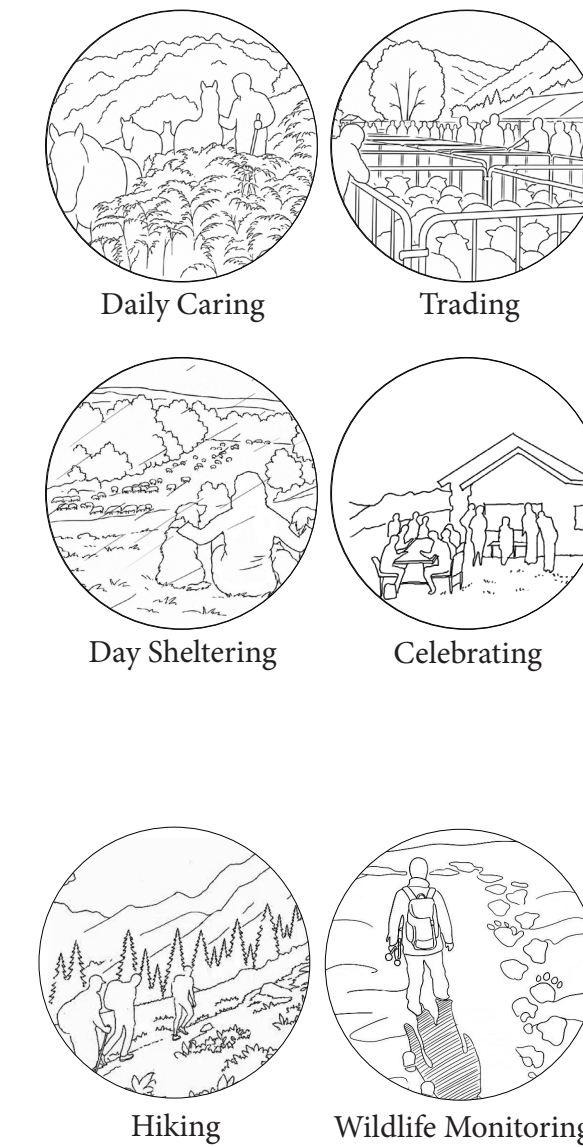 Daily Caring
Trading
Day Sheltering
Celebrating
Hiking
Wildlife Monitoring